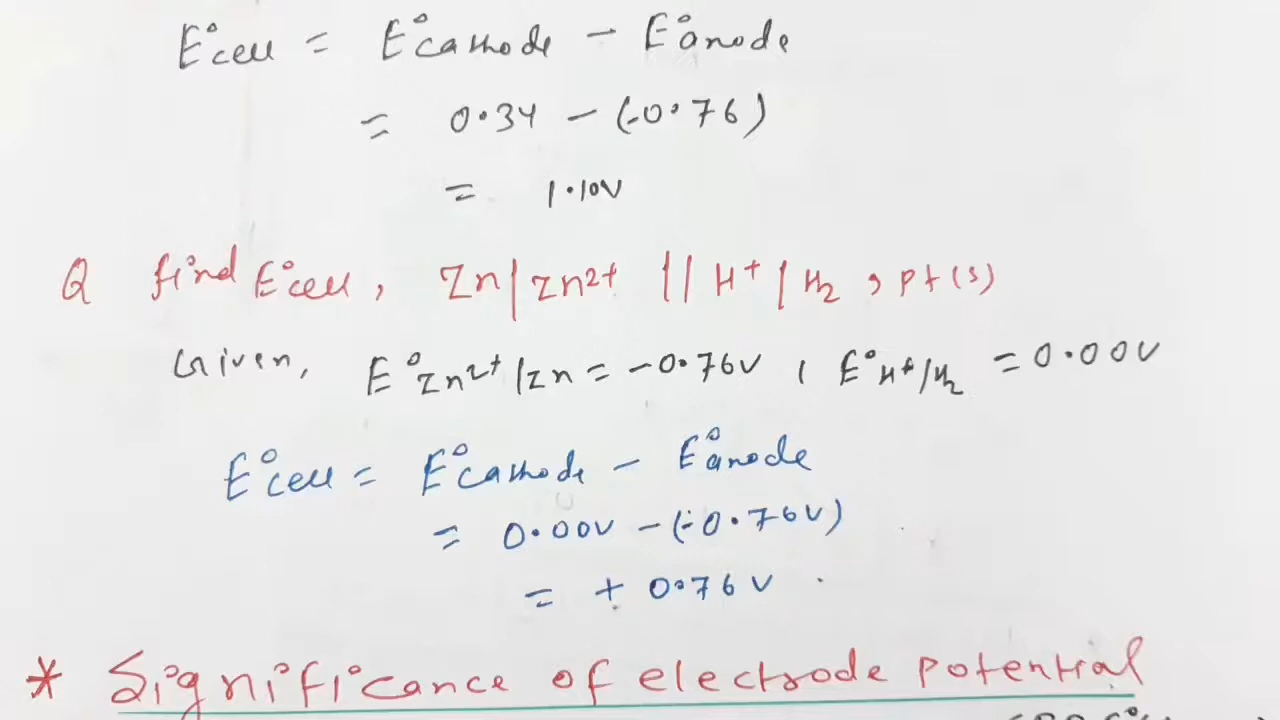 E°cell = E°cathode - E°anode
= 0.34 - (-0.76)
= 1.10V
Q find E°cell, Zn/Zn2+ || H+/H2, Pt(s)
Given, E°Zn2+/Zn = -0.76V, E°H+/H2 = 0.00V
E°cell = E°cathode - E°anode
= 0.00V - (-0.76V)
= + 0.76V
* Significance of electrode potential